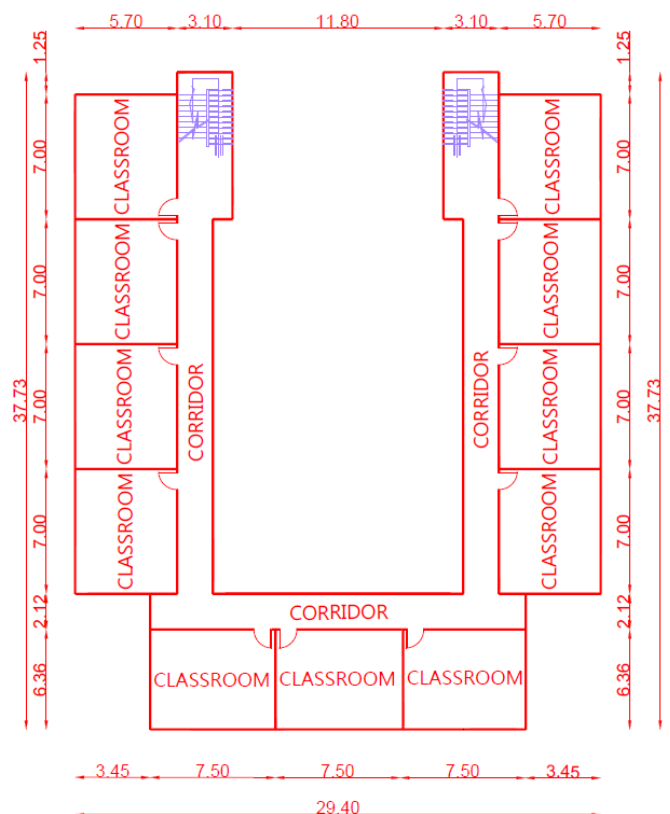 5.70 3.10 11.80 3.10 5.70
1.25 1.25
7.00 CLASSROOM CLASSROOM 7.00
7.00 CLASSROOM CLASSROOM 7.00
37.73 7.00 CLASSROOM CORRIDOR CORRIDOR CLASSROOM 7.00 37.73
7.00 CLASSROOM CLASSROOM 7.00
2.12 CORRIDOR 2.12
6.36 CLASSROOM CLASSROOM CLASSROOM 6.36
3.45 7.50 7.50 7.50 3.45
29.40